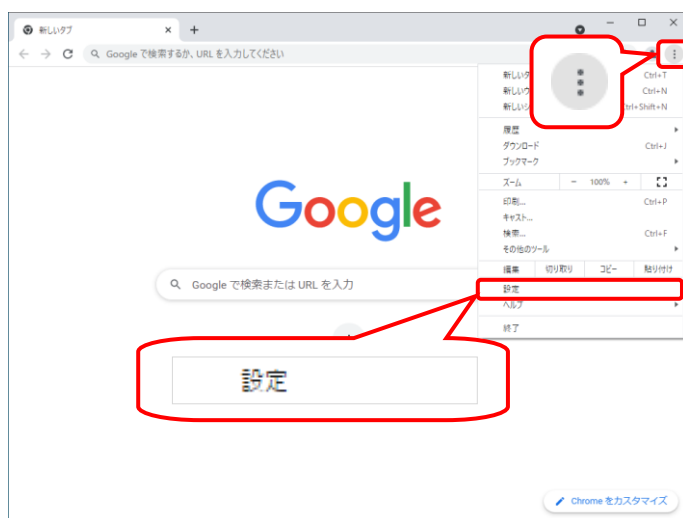 新しいタブ
Google で検索するか、URL を入力してください
新しい Ctrl+T
新しい Ctrl+N
新しい Ctrl+Shift+N
履歴
ダウンロード Ctrl+J
ブックマーク
ズーム － 100% +
印刷... Ctrl+P
キャスト...
検索... Ctrl+F
その他のツール
編集 切り取り コピー 貼り付け
設定
ヘルプ
終了
Google
Google で検索または URL を入力
設定
Chrome をカスタマイズ